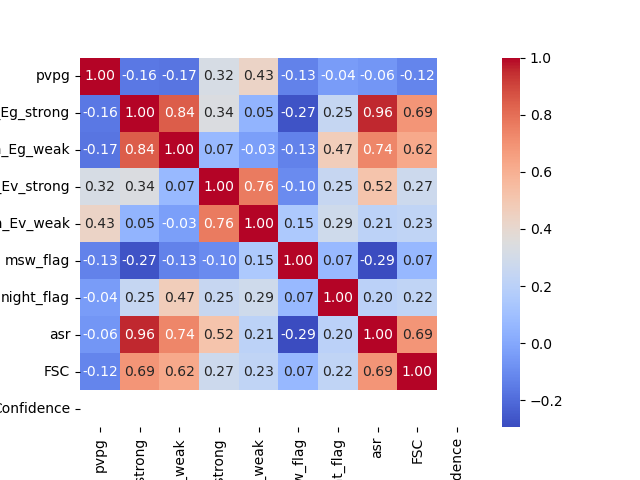 pvpg 1.00 -0.16 -0.17 0.32 0.43 -0.13 -0.04 -0.06 -0.12
_Eg_strong -0.16 1.00 0.84 0.34 0.05 -0.27 0.25 0.96 0.69
_Eg_weak -0.17 0.84 1.00 0.07 -0.03 -0.13 0.47 0.74 0.62
_Ev_strong 0.32 0.34 0.07 1.00 0.76 -0.10 0.25 0.52 0.27
_Ev_weak 0.43 0.05 -0.03 0.76 1.00 0.15 0.29 0.21 0.23
msw_flag -0.13 -0.27 -0.13 -0.10 0.15 1.00 0.07 -0.29 0.07
night_flag -0.04 0.25 0.47 0.25 0.29 0.07 1.00 0.20 0.22
asr -0.06 0.96 0.74 0.52 0.21 -0.29 0.20 1.00 0.69
FSC -0.12 0.69 0.62 0.27 0.23 0.07 0.22 0.69 1.00
Confidence
pvpg
strong
_weak
strong
_weak
w_flag
t_flag
asr
FSC
dence
1.0
0.8
0.6
0.4
0.2
0.0
−0.2